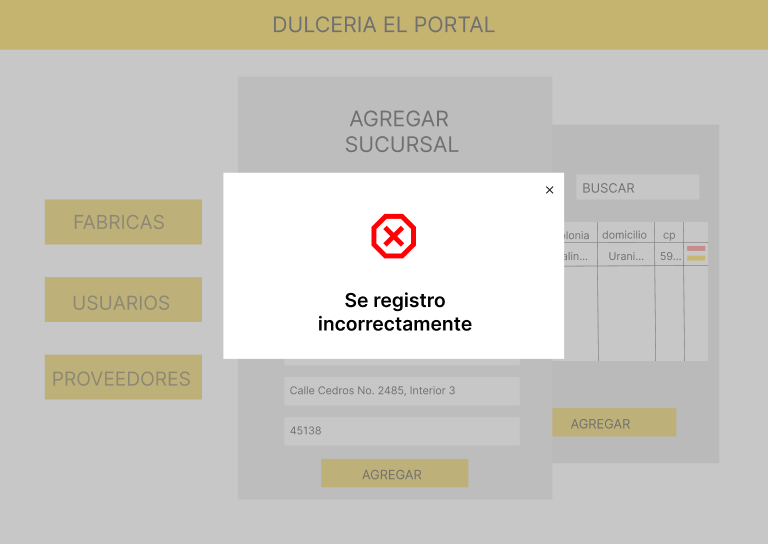 DULCERIA EL PORTAL
AGREGAR
SUCURSAL
FABRICAS
USUARIOS
PROVEEDORES
×
Se registro
incorrectamente
Calle Cedros No. 2485, Interior 3
45138
AGREGAR
BUSCAR
olonia domicilio cp
alin... Urani... 59...
AGREGAR